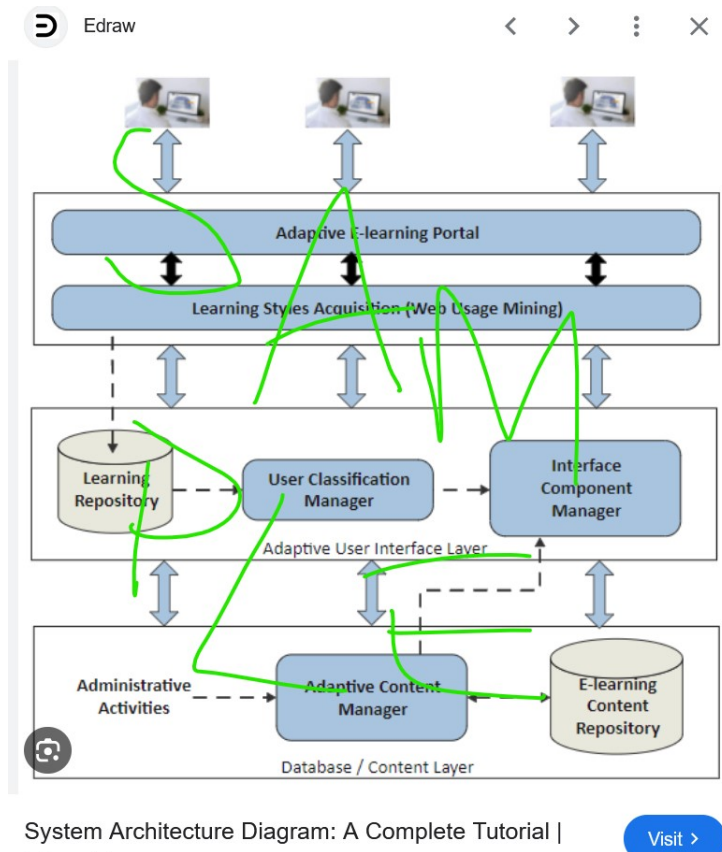 Edraw
Adaptive E-learning Portal
Learning Styles Acquisition (Web Usage Mining)
Learning
Repository
User Classification
Manager
Interface
Component
Manager
Adaptive User Interface Layer
Administrative
Activities
Adaptive Content
Manager
E-learning
Content
Repository
Database / Content Layer
SAMPLE
System Architecture Diagram: A Complete Tutorial |
Visit